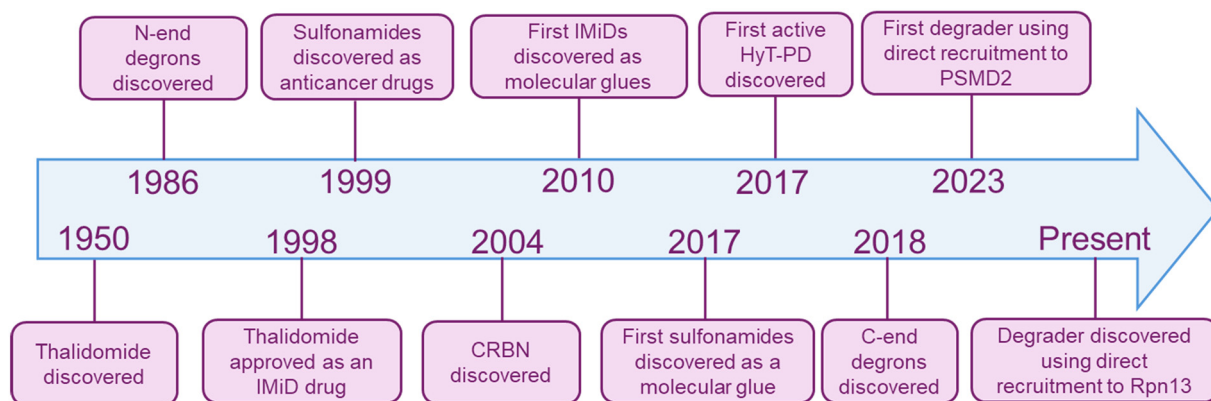 N-end
degrons
discovered
Sulfonamides
discovered as
anticancer drugs
First IMiDs
discovered as
molecular glues
First active
HyT-PD
discovered
First degrader using
direct recruitment to
PSMD2
1986
1999
2010
2017
2023
1950
1998
2004
2017
2018
Present
Thalidomide
discovered
Thalidomide
approved as an
IMiD drug
CRBN
discovered
First sulfonamides
discovered as a
molecular glue
C-end
degrons
discovered
Degrader discovered
using direct
recruitment to Rpn13